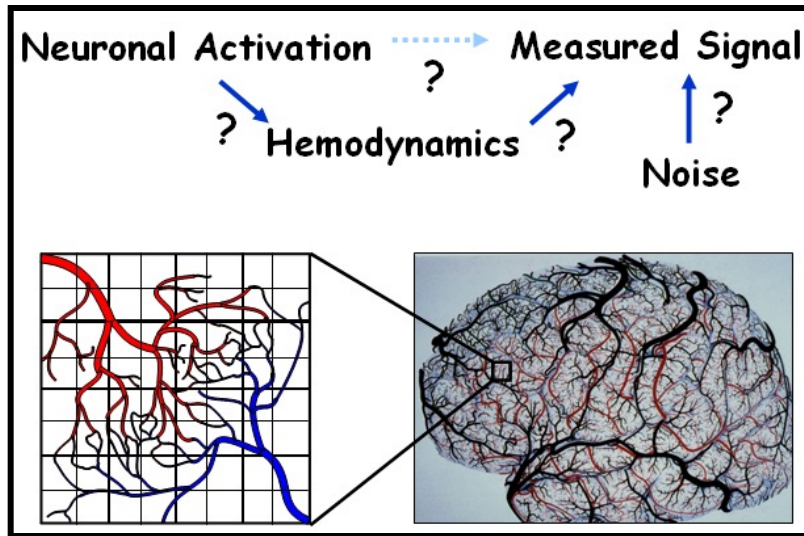 Neuronal Activation
Measured Signal
?
?
Hemodynamics
?
?
Noise